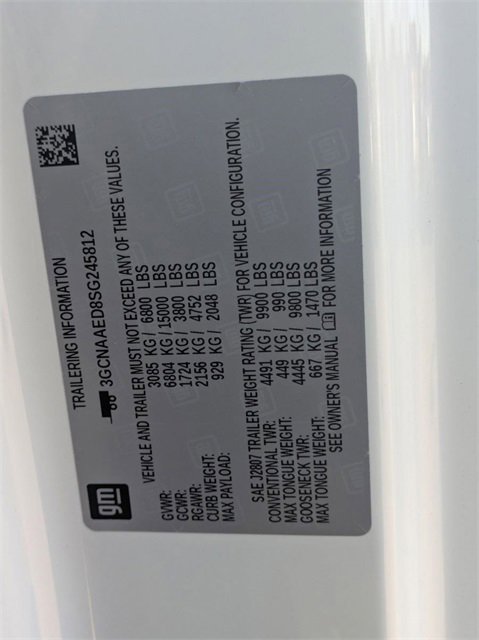 TRAILERING INFORMATION
gm
3GCNAAED8SG245812
VEHICLE AND TRAILER MUST NOT EXCEED ANY OF THESE VALUES.
GVWR: 3085 KG / 6800 LBS
GCWR: 6804 KG / 15000 LBS
RGAWR: 1724 KG / 3800 LBS
CURB WEIGHT: 2156 KG / 4752 LBS
MAX PAYLOAD: 929 KG / 2048 LBS
SAE J2807 TRAILER WEIGHT RATING (TWR) FOR VEHICLE CONFIGURATION.
CONVENTIONAL TWR: 4491 KG / 9900 LBS
MAX TONGUE WEIGHT: 449 KG / 990 LBS
GOOSENECK TWR: 4445 KG / 9800 LBS
MAX TONGUE WEIGHT: 667 KG / 1470 LBS
SEE OWNER'S MANUAL FOR MORE INFORMATION